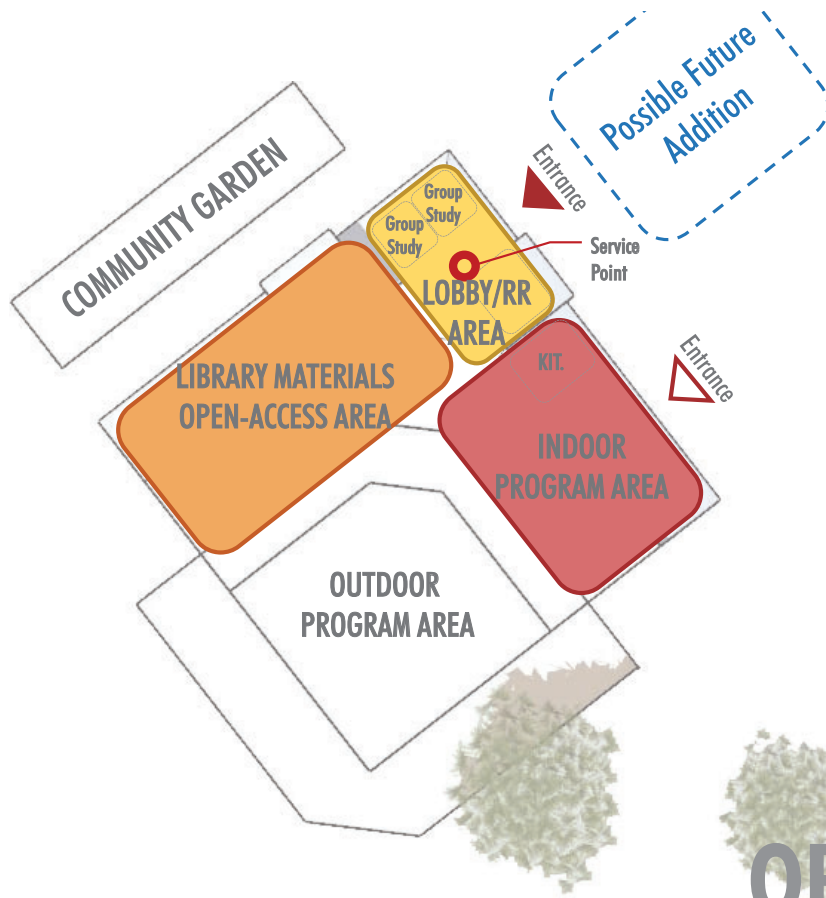 Possible Future
Addition
Entrance
COMMUNITY GARDEN
Group
Study
Group
Study
Service
Point
LOBBY/RR
AREA
Entrance
KIT.
LIBRARY MATERIALS
OPEN-ACCESS AREA
INDOOR
PROGRAM AREA
OUTDOOR
PROGRAM AREA